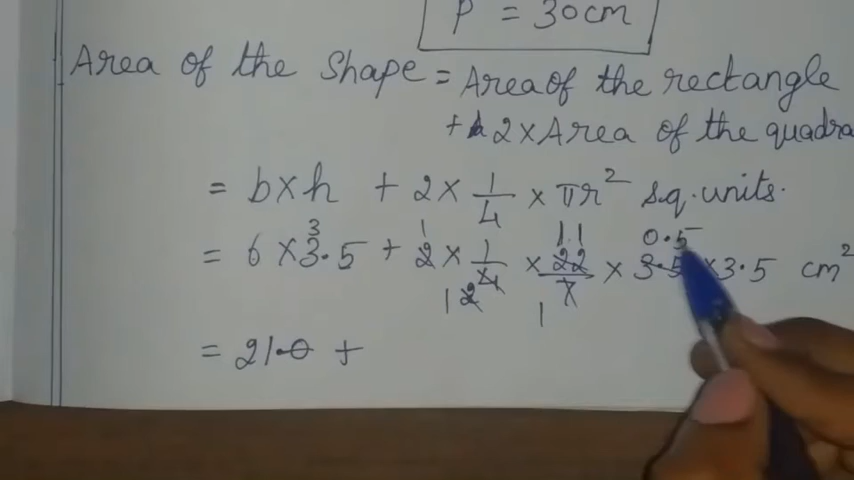 P = 30cm
Area of the Shape = Area of the rectangle
+ 2 × Area of the quadra
= b × h + 2 × 1/4 × πr² sq. units.
= 6 × 3.5 + 2 × 1/4 × 22/7 × 3.5 × 3.5 cm²
= 21.0 +